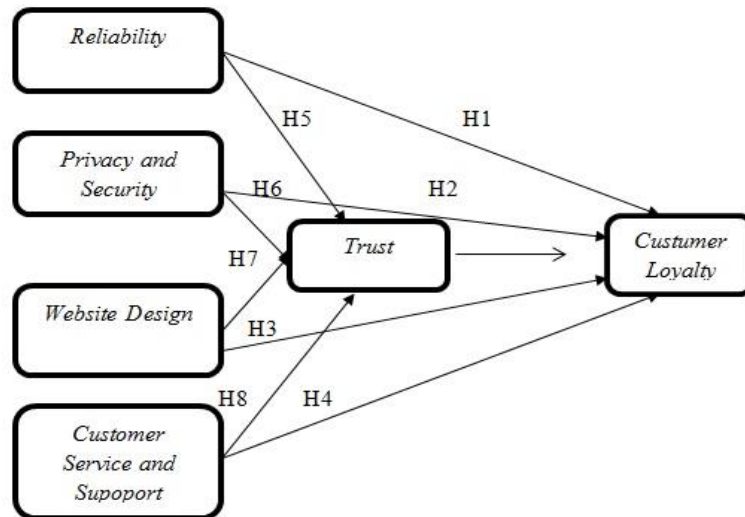 Reliability
H5
H1
Privacy and
Security
H6
H2
Trust
Custumer
Loyalty
H7
Website Design
H3
H8
H4
Customer
Service and
Supoport